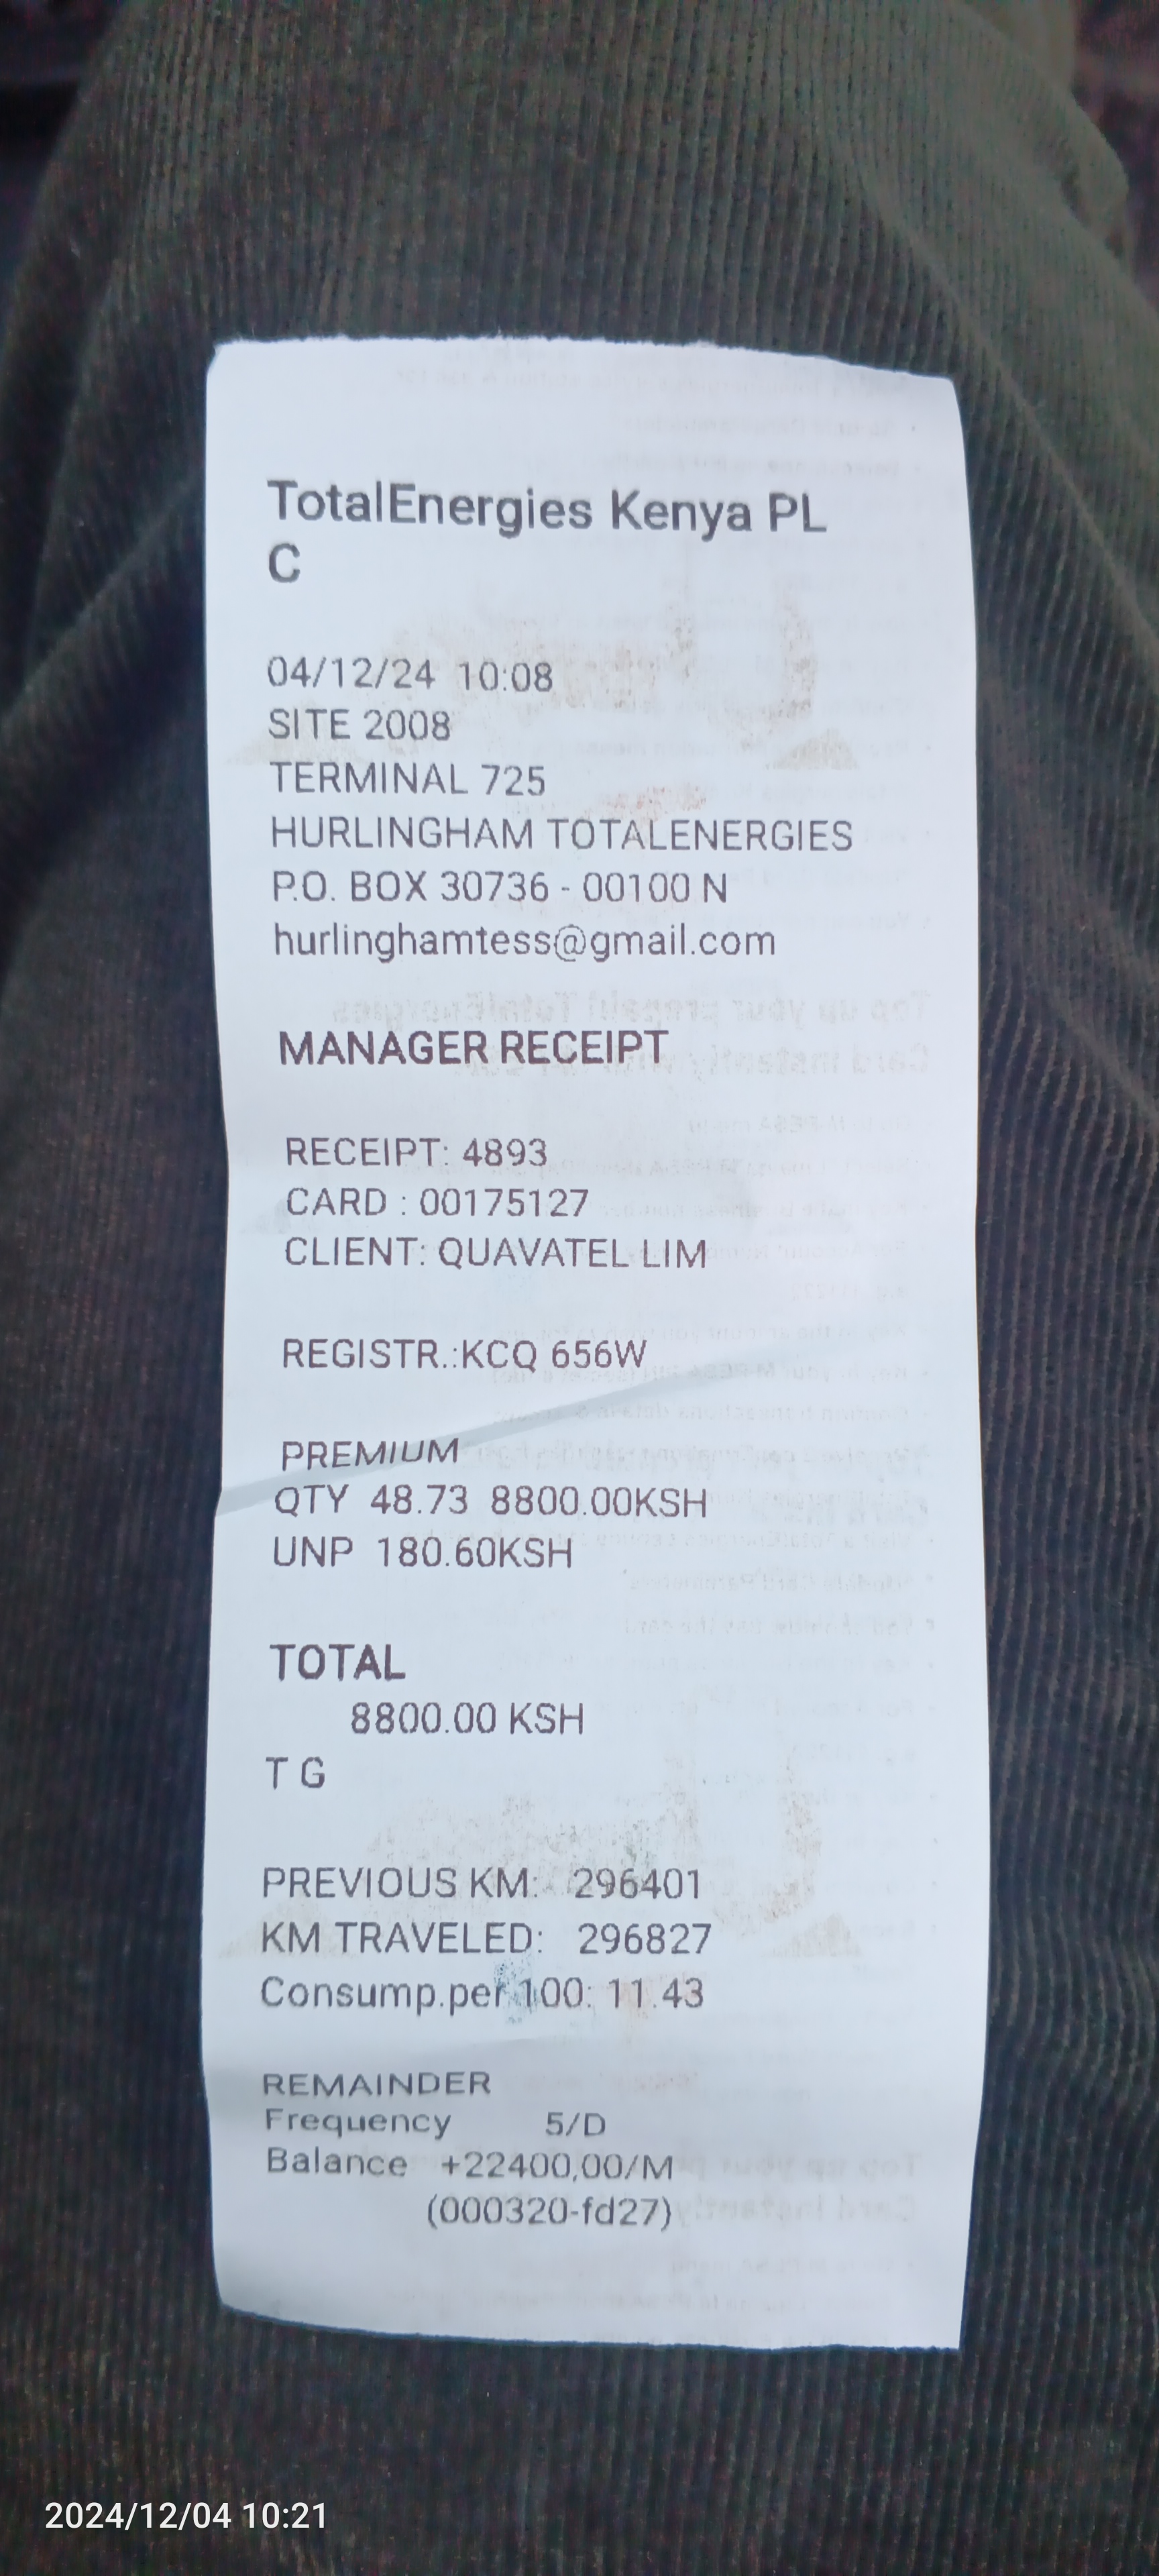 TotalEnergies Kenya PL
C
04/12/24 10:08
SITE 2008
TERMINAL 725
HURLINGHAM TOTALENERGIES
P.O. BOX 30736 - 00100 N
hurlinghamtess@gmail.com
MANAGER RECEIPT
RECEIPT: 4893
CARD : 00175127
CLIENT: QUAVATEL LIM
REGISTR.:KCQ 656W
PREMIUM
QTY 48.73 8800.00KSH
UNP 180.60KSH
TOTAL
8800.00 KSH
T G
PREVIOUS KM: 296401
KM TRAVELED: 296827
Consump.per 100: 11.43
REMAINDER
Frequency 5/D
Balance +22400,00/M
(000320-fd27)
2024/12/04 10:21